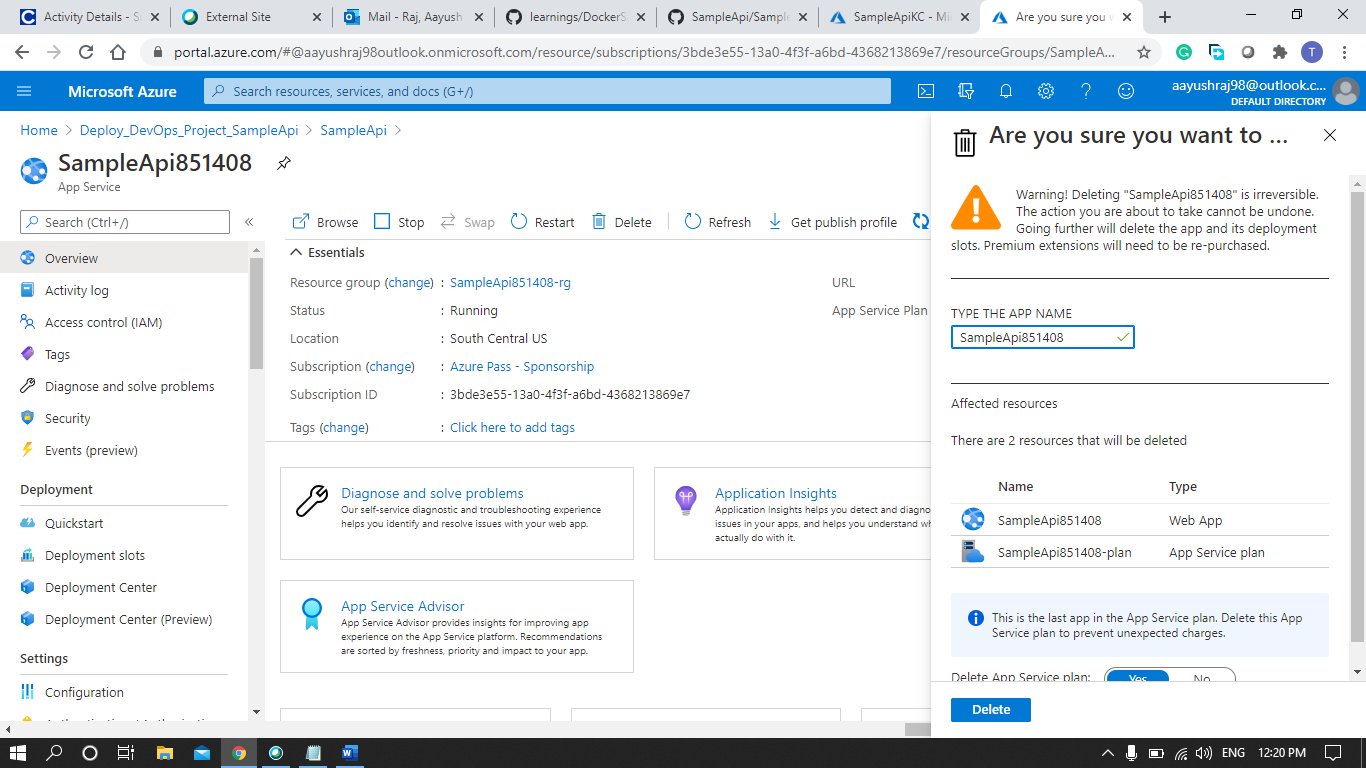 Activity Details - S
External Site
Mail - Raj, Aayush
learnings/DockerS
SampleApi/Sample
SampleApiKC - Mi
Are you sure you w
portal.azure.com/#@aayushraj98outlook.onmicrosoft.com/resource/subscriptions/3bde3e55-13a0-4f3f-a6bd-4368213869e7/resourceGroups/SampleA...
T
Microsoft Azure
Search resources, services, and docs (G+/)
aayushraj98@outlook.c...
DEFAULT DIRECTORY
Home > Deploy_DevOps_Project_SampleApi > SampleApi >
SampleApi851408
App Service
Search (Ctrl+/)
«
Overview
Activity log
Access control (IAM)
Tags
Diagnose and solve problems
Security
Events (preview)
Deployment
Quickstart
Deployment slots
Deployment Center
Deployment Center (Preview)
Settings
Configuration
Browse
Stop
Swap
Restart
Delete
Refresh
Get publish profile
Essentials
Resource group (change) : SampleApi851408-rg
Status : Running
Location : South Central US
Subscription (change) : Azure Pass - Sponsorship
Subscription ID : 3bde3e55-13a0-4f3f-a6bd-4368213869e7
Tags (change) : Click here to add tags
URL
App Service Plan
Diagnose and solve problems
Our self-service diagnostic and troubleshooting experience
helps you identify and resolve issues with your web app.
Application Insights
Application Insights helps you detect and diagno
issues in your apps, and helps you understand wh
actually do with it.
App Service Advisor
App Service Advisor provides insights for improving app
experience on the App Service platform. Recommendations
are sorted by freshness, priority and impact to your app.
Are you sure you want to ...
Warning! Deleting "SampleApi851408" is irreversible.
The action you are about to take cannot be undone.
Going further will delete the app and its deployment
slots. Premium extensions will need to be re-purchased.
TYPE THE APP NAME
SampleApi851408
Affected resources
There are 2 resources that will be deleted
Name Type
SampleApi851408 Web App
SampleApi851408-plan App Service plan
This is the last app in the App Service plan. Delete this App
Service plan to prevent unexpected charges.
Delete App Service plan: Yes No
Delete
ENG
12:20 PM